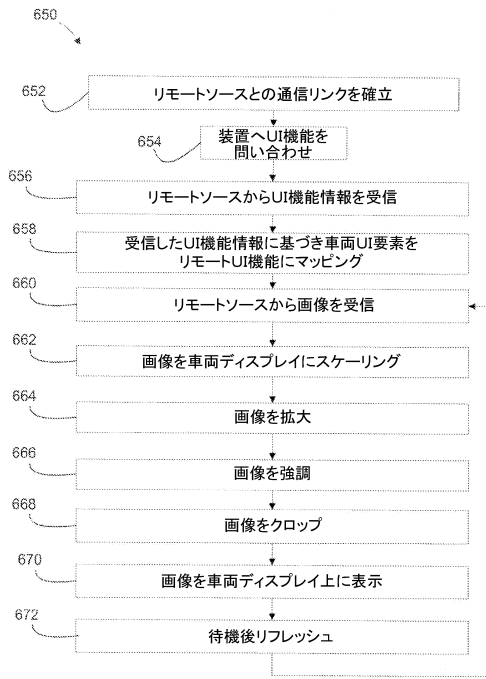 650
652
リモートソースとの通信リンクを確立
654
装置へUI機能を
問い合わせ
656
リモートソースからUI機能情報を受信
658
受信したUI機能情報に基づき車両UI要素を
リモートUI機能にマッピング
660
リモートソースから画像を受信
662
画像を車両ディスプレイにスケーリング
664
画像を拡大
666
画像を強調
668
画像をクロップ
670
画像を車両ディスプレイ上に表示
672
待機後リフレッシュ